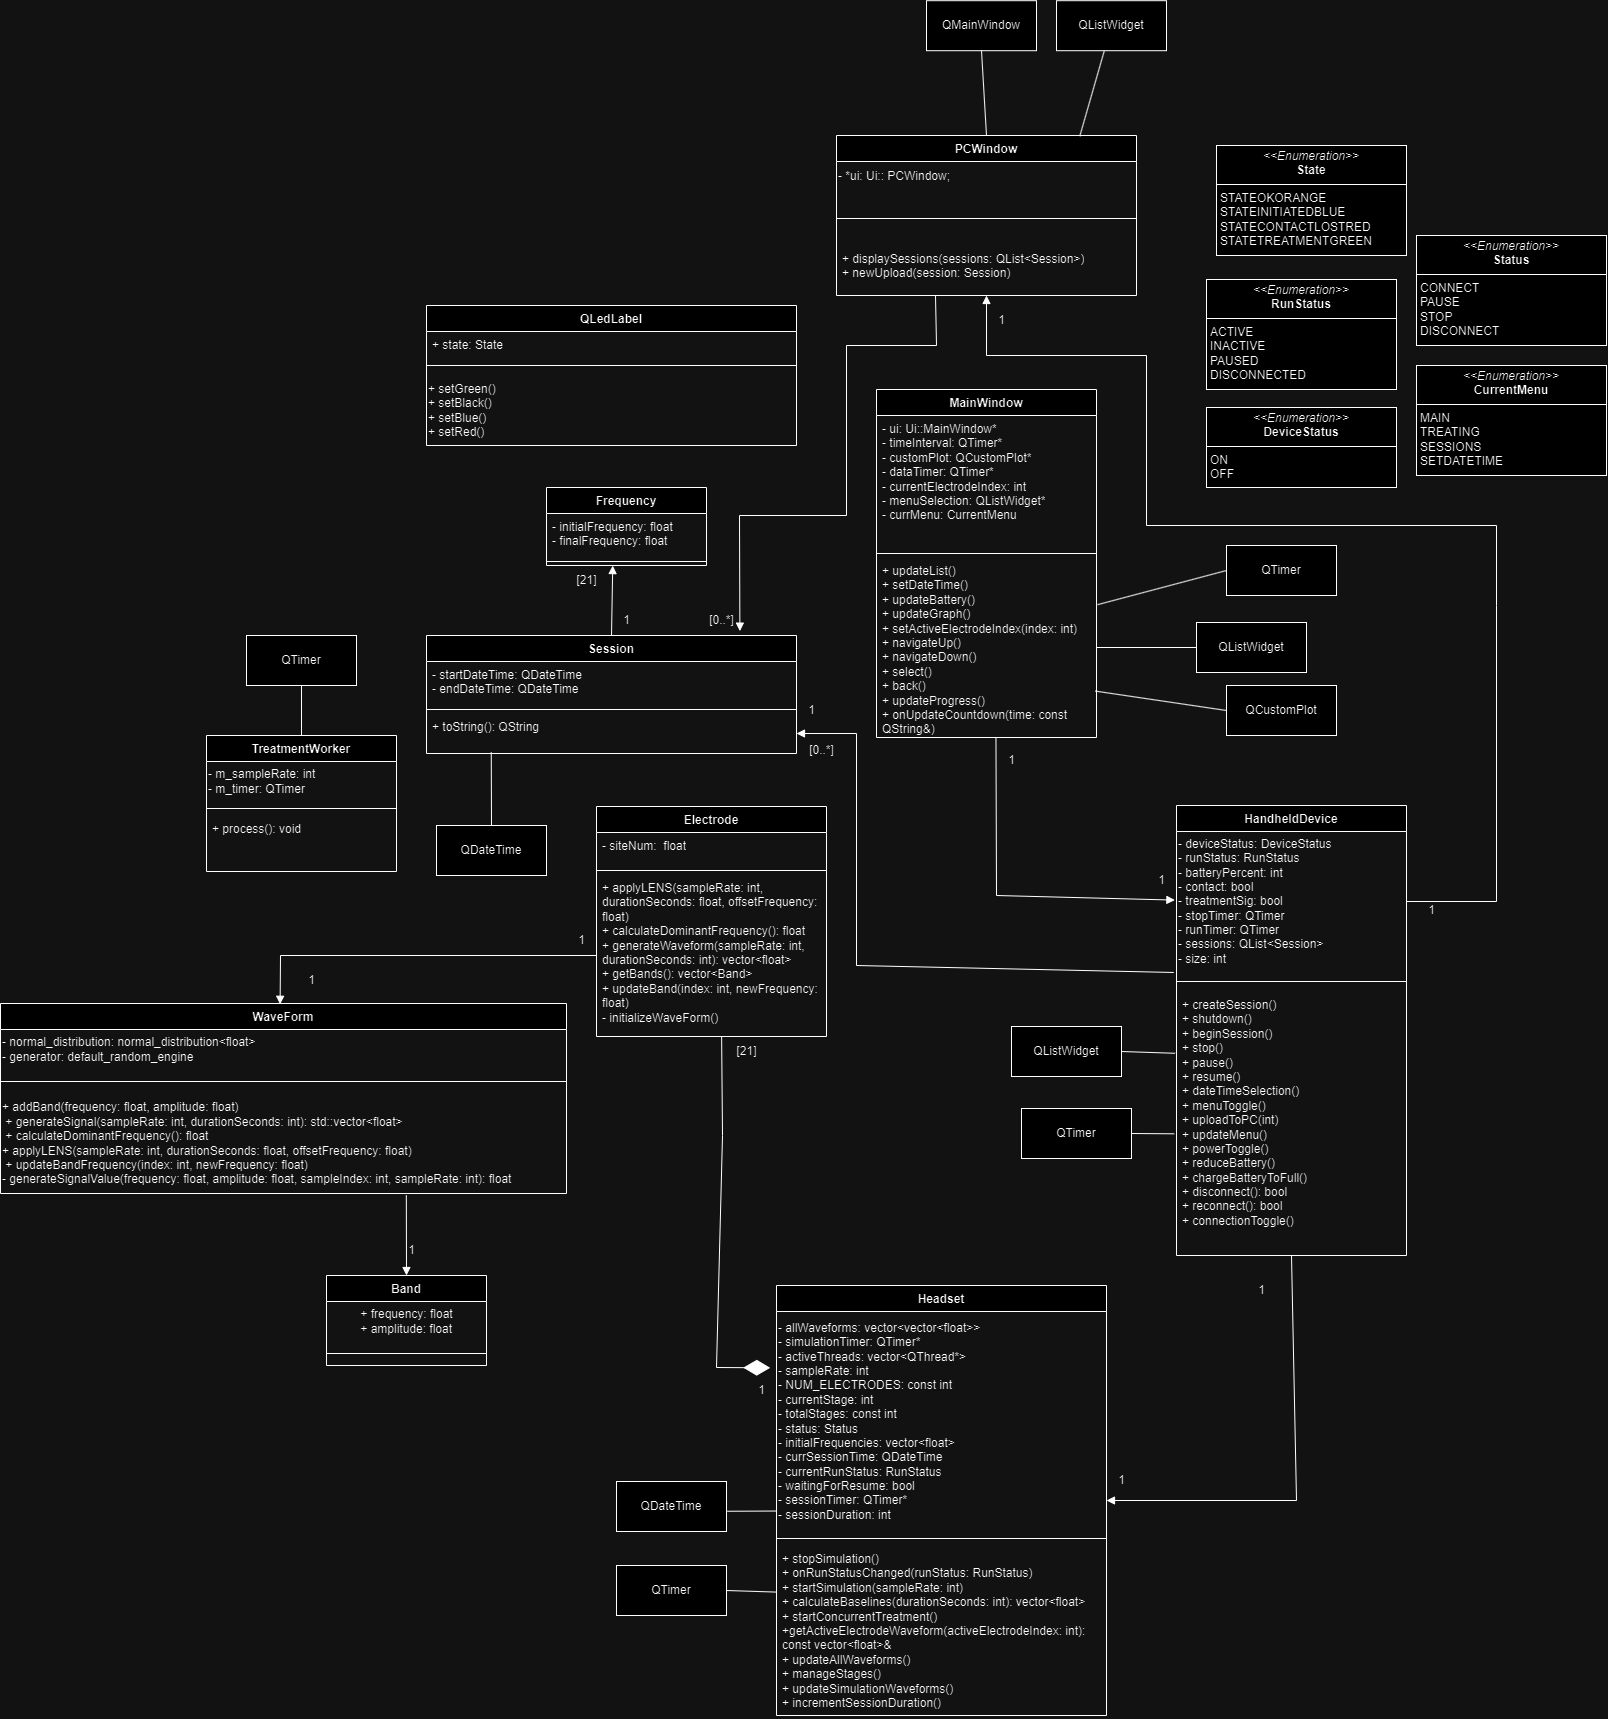 QMainWindow
QListWidget
PCWindow
- *ui: Ui:: PCWindow;
+ displaySessions(sessions: QList<Session>)
+ newUpload(session: Session)
1
<<Enumeration>>
State
STATEOKORANGE
STATEINITIATEDBLUE
STATECONTACTLOSTRED
STATETREATMENTGREEN
<<Enumeration>>
Status
CONNECT
PAUSE
STOP
DISCONNECT
<<Enumeration>>
RunStatus
ACTIVE
INACTIVE
PAUSED
DISCONNECTED
<<Enumeration>>
CurrentMenu
MAIN
TREATING
SESSIONS
SETDATETIME
<<Enumeration>>
DeviceStatus
ON
OFF
QLedLabel
+ state: State
+ setGreen()
+ setBlack()
+ setBlue()
+ setRed()
MainWindow
- ui: Ui::MainWindow*
- timeInterval: QTimer*
- customPlot: QCustomPlot*
- dataTimer: QTimer*
- currentElectrodeIndex: int
- menuSelection: QListWidget*
- currMenu: CurrentMenu
+ updateList()
+ setDateTime()
+ updateBattery()
+ updateGraph()
+ setActiveElectrodeIndex(index: int)
+ navigateUp()
+ navigateDown()
+ select()
+ back()
+ updateProgress()
+ onUpdateCountdown(time: const
QString&)
1
QTimer
QListWidget
QCustomPlot
Frequency
- initialFrequency: float
- finalFrequency: float
[21]
1
[0..*]
Session
- startDateTime: QDateTime
- endDateTime: QDateTime
+ toString(): QString
1
[0..*]
QDateTime
QTimer
TreatmentWorker
- m_sampleRate: int
- m_timer: QTimer
+ process(): void
Electrode
- siteNum:  float
+ applyLENS(sampleRate: int,
durationSeconds: float, offsetFrequency:
float)
+ calculateDominantFrequency(): float
+ generateWaveform(sampleRate: int,
durationSeconds: int): vector<float>
+ getBands(): vector<Band>
+ updateBand(index: int, newFrequency:
float)
- initializeWaveForm()
1
1
[21]
WaveForm
- normal_distribution: normal_distribution<float>
- generator: default_random_engine
+ addBand(frequency: float, amplitude: float)
+ generateSignal(sampleRate: int, durationSeconds: int): std::vector<float>
+ calculateDominantFrequency(): float
+ applyLENS(sampleRate: int, durationSeconds: float, offsetFrequency: float)
+ updateBandFrequency(index: int, newFrequency: float)
- generateSignalValue(frequency: float, amplitude: float, sampleIndex: int, sampleRate: int): float
1
Band
+ frequency: float
+ amplitude: float
HandheldDevice
- deviceStatus: DeviceStatus
- runStatus: RunStatus
- batteryPercent: int
- contact: bool
- treatmentSig: bool
- stopTimer: QTimer
- runTimer: QTimer
- sessions: QList<Session>
- size: int
+ createSession()
+ shutdown()
+ beginSession()
+ stop()
+ pause()
+ resume()
+ dateTimeSelection()
+ menuToggle()
+ uploadToPC(int)
+ updateMenu()
+ powerToggle()
+ reduceBattery()
+ chargeBatteryToFull()
+ disconnect(): bool
+ reconnect(): bool
+ connectionToggle()
1
1
QListWidget
QTimer
1
Headset
- allWaveforms: vector<vector<float>>
- simulationTimer: QTimer*
- activeThreads: vector<QThread*>
- sampleRate: int
- NUM_ELECTRODES: const int
- currentStage: int
- totalStages: const int
- status: Status
- initialFrequencies: vector<float>
- currSessionTime: QDateTime
- currentRunStatus: RunStatus
- waitingForResume: bool
- sessionTimer: QTimer*
- sessionDuration: int
+ stopSimulation()
+ onRunStatusChanged(runStatus: RunStatus)
+ startSimulation(sampleRate: int)
+ calculateBaselines(durationSeconds: int): vector<float>
+ startConcurrentTreatment()
+getActiveElectrodeWaveform(activeElectrodeIndex: int):
const vector<float>&
+ updateAllWaveforms()
+ manageStages()
+ updateSimulationWaveforms()
+ incrementSessionDuration()
1
1
QDateTime
QTimer